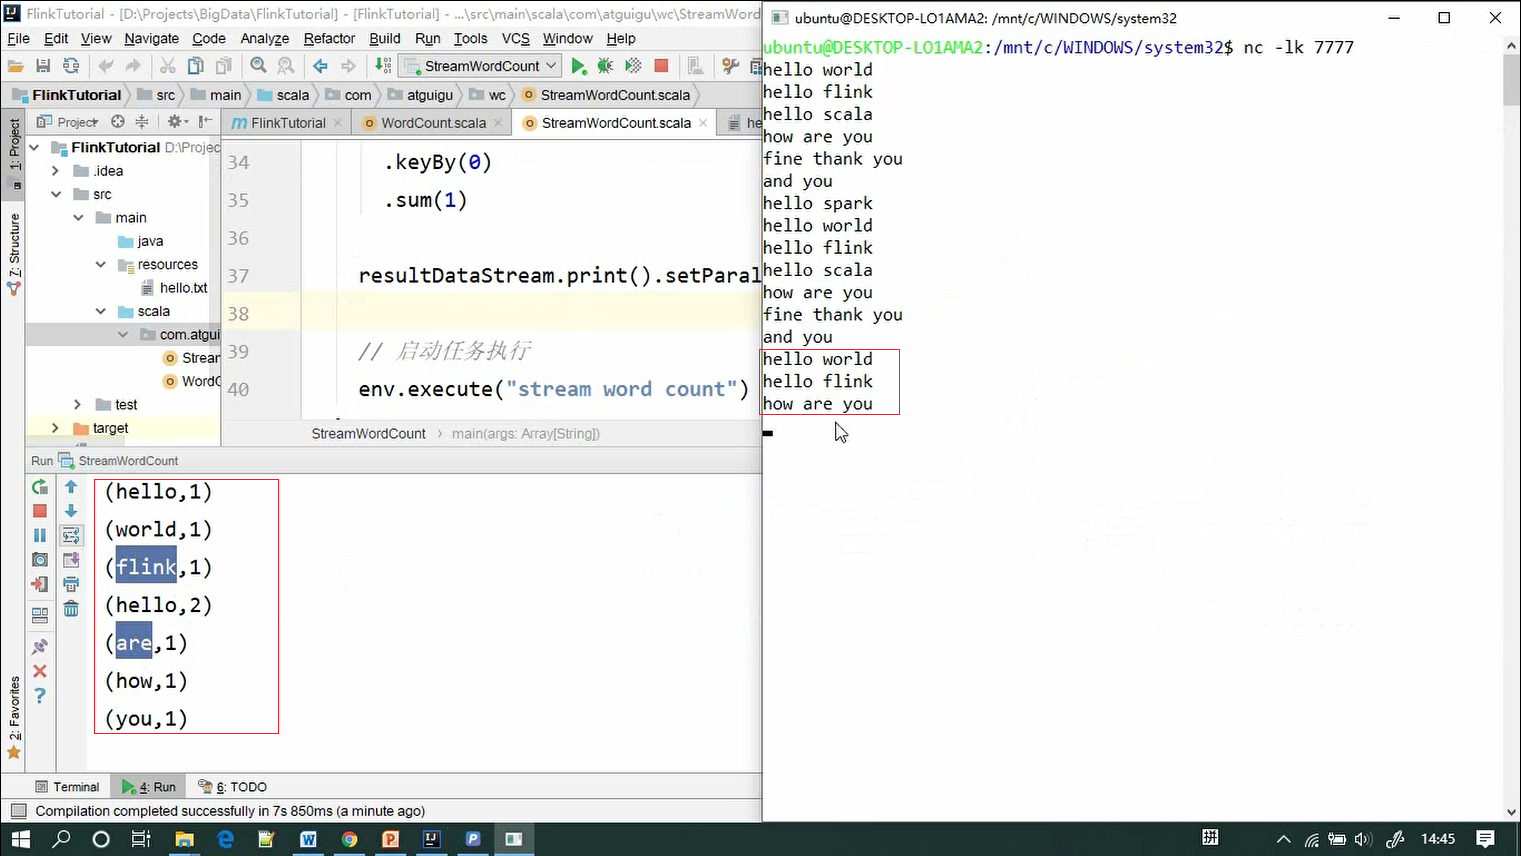 FlinkTutorial - [D:\Projects\BigData\FlinkTutorial] - [FlinkTutorial] - ...\src\main\scala\com\atguigu\wc\StreamWord
File Edit View Navigate Code Analyze Refactor Build Run Tools VCS Window Help
StreamWordCount
FlinkTutorial src main scala com atguigu wc StreamWordCount.scala
Project
FlinkTutorial WordCount.scala StreamWordCount.scala he
1: Project
7: Structure
2: Favorites
FlinkTutorial D:\Projec
.idea
src
main
java
resources
hello.txt
scala
com.atgui
Strear
WordC
test
target
34 .keyBy(0)
35 .sum(1)
36
37 resultDataStream.print().setParal
38
39 // 启动任务执行
40 env.execute("stream word count")
StreamWordCount main(args: Array[String])
Run StreamWordCount
(hello,1)
(world,1)
(flink,1)
(hello,2)
(are,1)
(how,1)
(you,1)
Terminal 4: Run 6: TODO
Compilation completed successfully in 7s 850ms (a minute ago)
ubuntu@DESKTOP-LO1AMA2: /mnt/c/WINDOWS/system32
ubuntu@DESKTOP-LO1AMA2:/mnt/c/WINDOWS/system32$ nc -lk 7777
hello world
hello flink
hello scala
how are you
fine thank you
and you
hello spark
hello world
hello flink
hello scala
how are you
fine thank you
and you
hello world
hello flink
how are you
拼 14:45